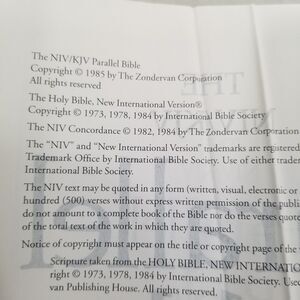 The NIV/KJV Parallel Bible
Copyright © 1985 by The Zondervan Corporation
All rights reserved
The Holy Bible, New International Version®
Copyright © 1973, 1978, 1984 by International Bible Society
The NIV Concordance © 1982, 1984 by The Zondervan Corporation
The “NIV” and “New International Version” trademarks are registered
Trademark Office by International Bible Society. Use of either trademark
International Bible Society.
The NIV text may be quoted in any form (written, visual, electronic or
hundred (500) verses without express written permission of the publish
do not amount to a complete book of the Bible nor do the verses quote
of the total text of the work in which they are quoted.
Notice of copyright must appear on the title or copyright page of the
Scripture taken from the HOLY BIBLE, NEW INTERNATIO
right © 1973, 1978, 1984 by International Bible Society. Used
van Publishing House. All rights reserved.